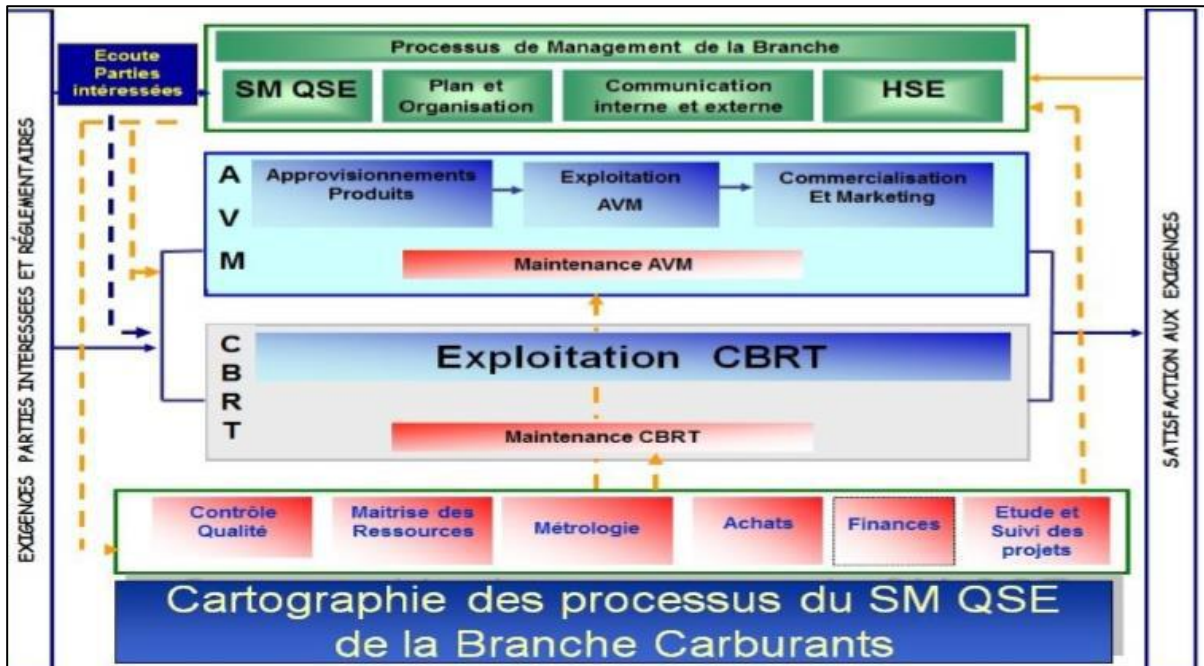 EXIGENCES PARTIES INTERESSEES ET RÉGLEMENTAIRES
Ecoute
Parties
intéressées
Processus de Management de la Branche
SM QSE
Plan et
Organisation
Communication
interne et externe
HSE
A
V
M
Approvisionnements
Produits
Exploitation
AVM
Commercialisation
Et Marketing
Maintenance AVM
C
B
R
T
Exploitation CBRT
Maintenance CBRT
Contrôle
Qualité
Maitrise des
Ressources
Métrologie
Achats
Finances
Etude et
Suivi des
projets
SATISFACTION AUX EXIGENCES
Cartographie des processus du SM QSE
de la Branche Carburants